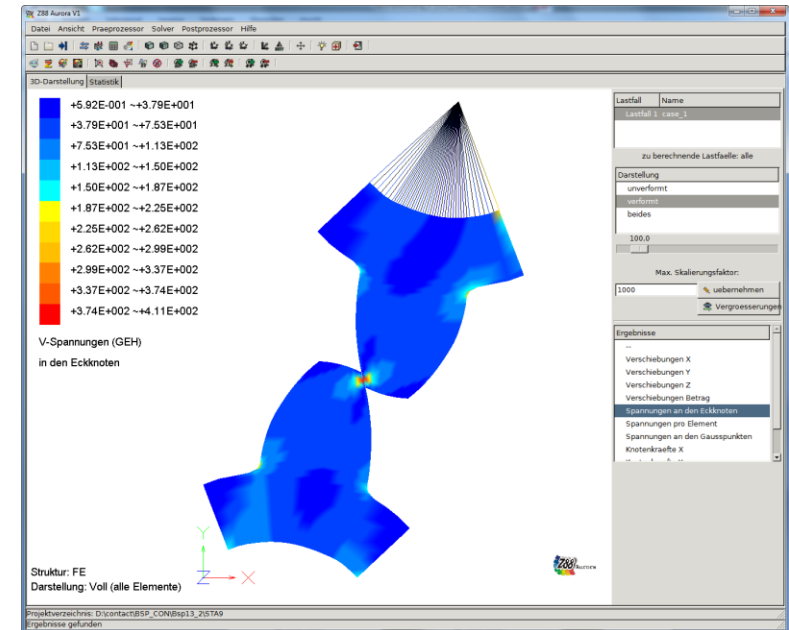 Z88 Aurora V1
Datei Ansicht Praeprozessor Solver Postprozessor Hilfe
3D-Darstellung Statistik
+5.92E-001 ~+3.79E+001
+3.79E+001 ~+7.53E+001
+7.53E+001 ~+1.13E+002
+1.13E+002 ~+1.50E+002
+1.50E+002 ~+1.87E+002
+1.87E+002 ~+2.25E+002
+2.25E+002 ~+2.62E+002
+2.62E+002 ~+2.99E+002
+2.99E+002 ~+3.37E+002
+3.37E+002 ~+3.74E+002
+3.74E+002 ~+4.11E+002
V-Spannungen (GEH)
in den Eckknoten
Y
Z
X
Struktur: FE
Darstellung: Voll (alle Elemente)
Z88 Aurora
Lastfall Name
Lastfall 1 case_1
zu berechnende Lastfaelle: alle
Darstellung
unverformt
verformt
beides
100.0
Max. Skalierungsfaktor:
1000 uebernehmen
Vergroesserungen
Ergebnisse
--
Verschiebungen X
Verschiebungen Y
Verschiebungen Z
Verschiebungen Betrag
Spannungen an den Eckknoten
Spannungen pro Element
Spannungen an den Gausspunkten
Knotenkraefte X
Projektverzeichnis: D:\contact\BSP_CON\Bsp13_2\STA9
Ergebnisse gefunden